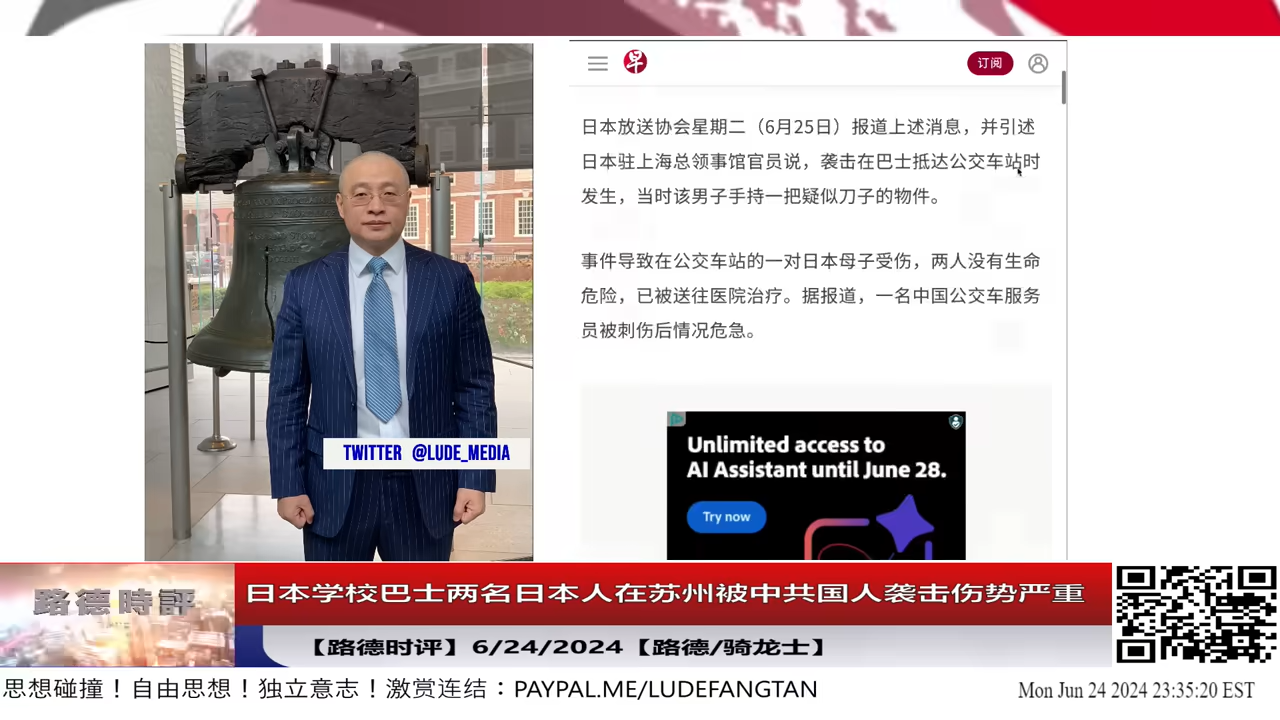 早
订阅
日本放送协会星期二（6月25日）报道上述消息，并引述
日本驻上海总领事馆官员说，袭击在巴士抵达公交车站时
发生，当时该男子手持一把疑似刀子的物件。
事件导致在公交车站的一对日本母子受伤，两人没有生命
危险，已被送往医院治疗。据报道，一名中国公交车服务
员被刺伤后情况危急。
TWITTER @LUDE_MEDIA
Unlimited access to
AI Assistant until June 28.
Try now
路德時評
日本学校巴士两名日本人在苏州被中共国人袭击伤势严重
【路德时评】6/24/2024【路德/骑龙士】
思想碰撞！自由思想！独立意志！激赏连结：PAYPAL.ME/LUDEFANGTAN
Mon Jun 24 2024 23:35:20 EST